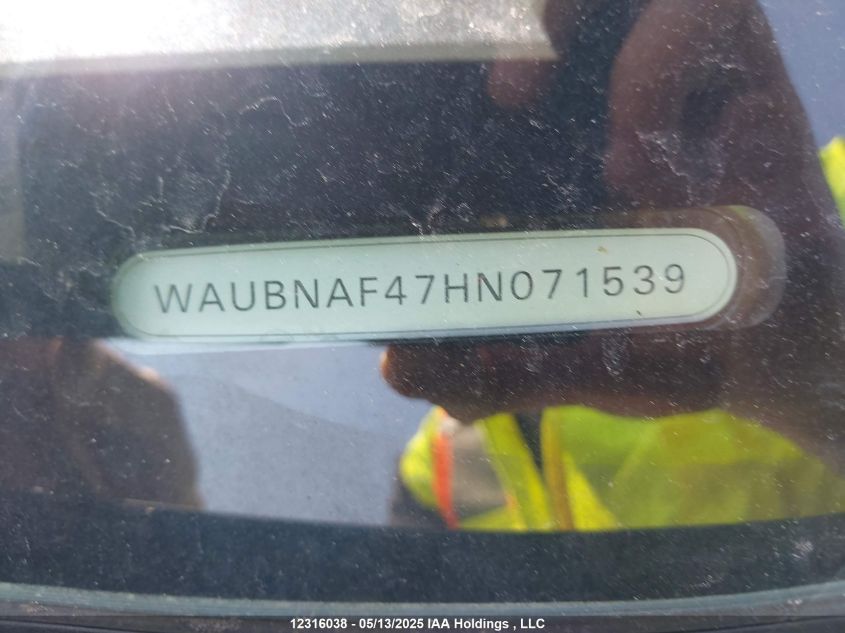 WAUBNAF47HN071539
12316038 - 05/13/2025 IAA Holdings , LLC